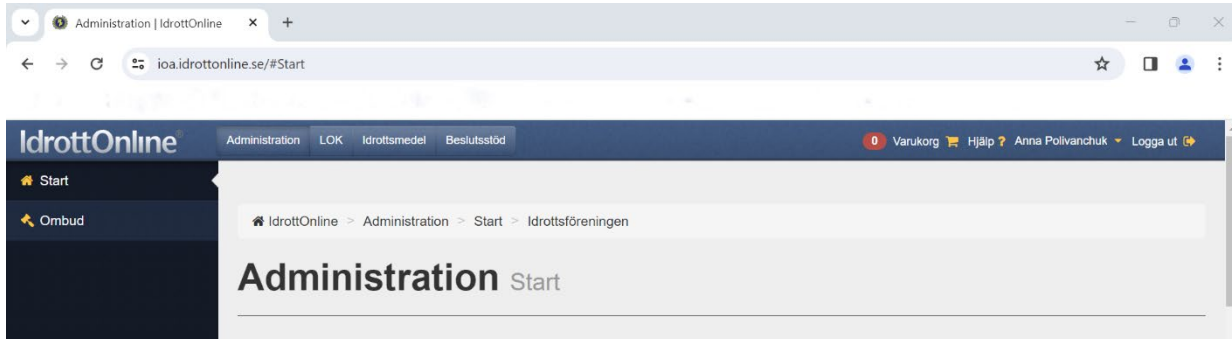 Administration | IdrottOnline
ioa.idrottonline.se/#Start
IdrottOnline® Administration LOK Idrottsmedel Beslutsstöd 0 Varukorg Hjälp ? Anna Polivanchuk Logga ut
Start
Ombud
IdrottOnline > Administration > Start > Idrottsföreningen
Administration Start